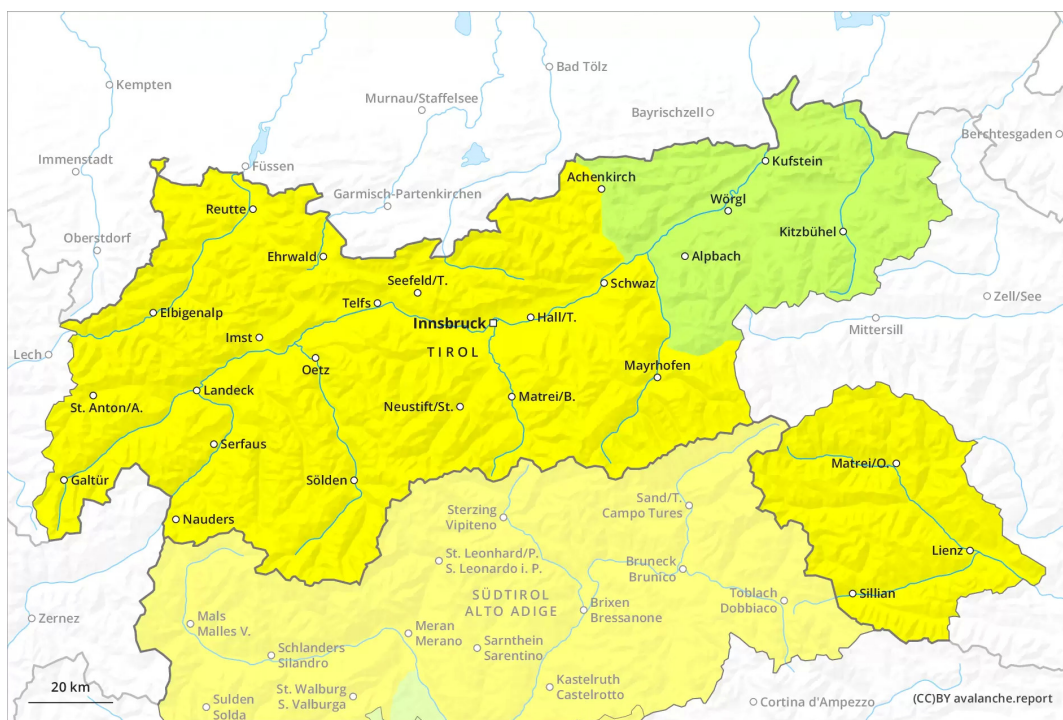 Bad Tölz
Kempten
Murnau/Staffelsee
Bayrischzell
Berchtesgaden
Immenstadt
Füssen
Kufstein
Achenkirch
Garmisch-Partenkirchen
Wörgl
Reutte
Oberstdorf
Kitzbühel
Ehrwald
Alpbach
Seefeld/T.
Schwaz
Zell/See
Telfs
Elbigenalp
Hall/T.
Innsbruck
Mittersill
Imst
Lech
TIROL
Oetz
Mayrhofen
Landeck
St. Anton/A.
Matrei/B.
Neustift/St.
Serfaus
Matrei/O.
Galtür
Sölden
Sand/T.
Campo Tures
Sterzing
Vipiteno
Nauders
Lienz
St. Leonhard/P.
S. Leonardo i. P.
Bruneck
Brunico
SÜDTIROL
ALTO ADIGE
Sillian
Toblach
Dobbiaco
Brixen
Bressanone
Zernez
Mals
Malles V.
Meran
Merano
Sarnthein
Sarentino
Schlanders
Silandro
Kastelruth
Castelrotto
20 km
St. Walburg
S. Valburga
Sulden
Solda
Cortina d'Ampezzo
(CC)BY avalanche.report